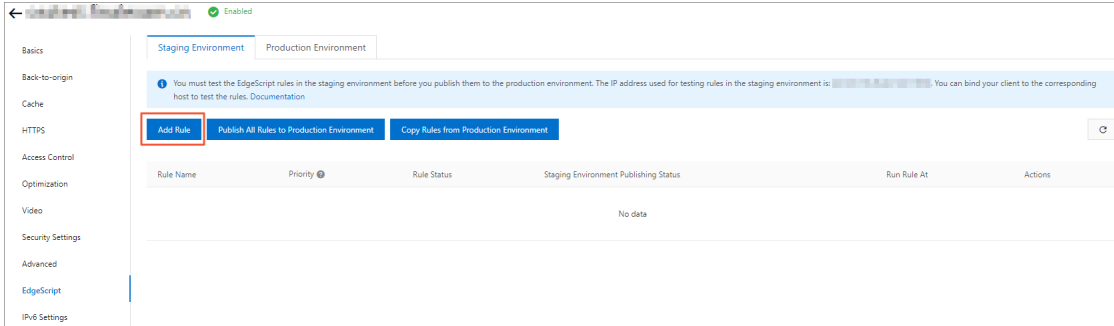 Enabled
Basics
Back-to-origin
Cache
HTTPS
Access Control
Optimization
Video
Security Settings
Advanced
EdgeScript
IPv6 Settings
Staging Environment Production Environment
You must test the EdgeScript rules in the staging environment before you publish them to the production environment. The IP address used for testing rules in the staging environment is: . You can bind your client to the corresponding
host to test the rules. Documentation
Add Rule Publish All Rules to Production Environment Copy Rules from Production Environment
Rule Name Priority Rule Status Staging Environment Publishing Status Run Rule At Actions
No data